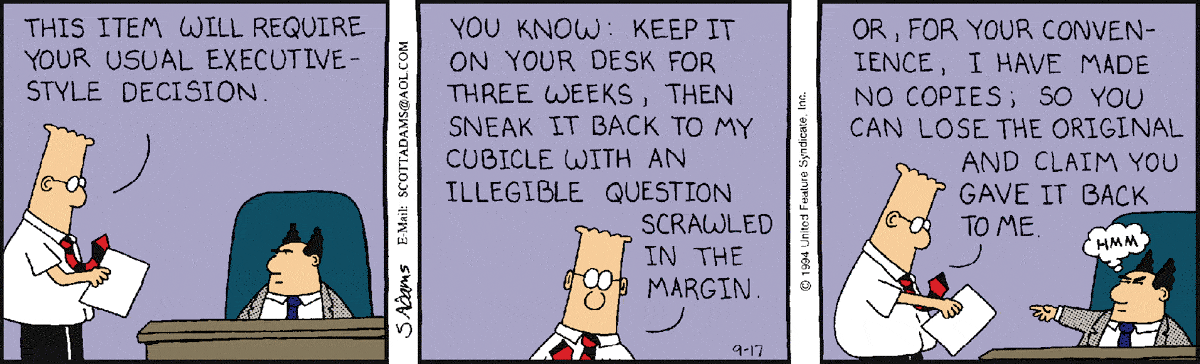 THIS ITEM WILL REQUIRE
YOUR USUAL EXECUTIVE-
STYLE DECISION.
S.Adams E-Mail: SCOTTADAMS@AOL.COM
YOU KNOW: KEEP IT
ON YOUR DESK FOR
THREE WEEKS, THEN
SNEAK IT BACK TO MY
CUBICLE WITH AN
ILLEGIBLE QUESTION
SCRAWLED
IN THE
MARGIN.
9-17
© 1994 United Feature Syndicate, Inc.
OR, FOR YOUR CONVEN-
IENCE, I HAVE MADE
NO COPIES; SO YOU
CAN LOSE THE ORIGINAL
AND CLAIM YOU
GAVE IT BACK
TO ME.
HMM